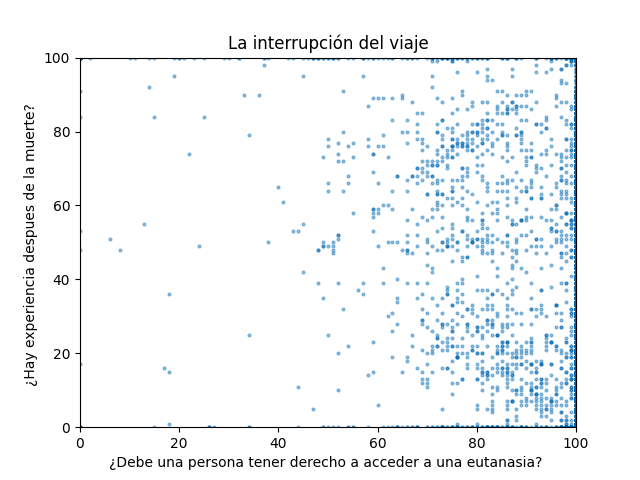 La interrupción del viaje
¿Hay experiencia despues de la muerte?
100
80
60
40
20
0
0 20 40 60 80 100
¿Debe una persona tener derecho a acceder a una eutanasia?